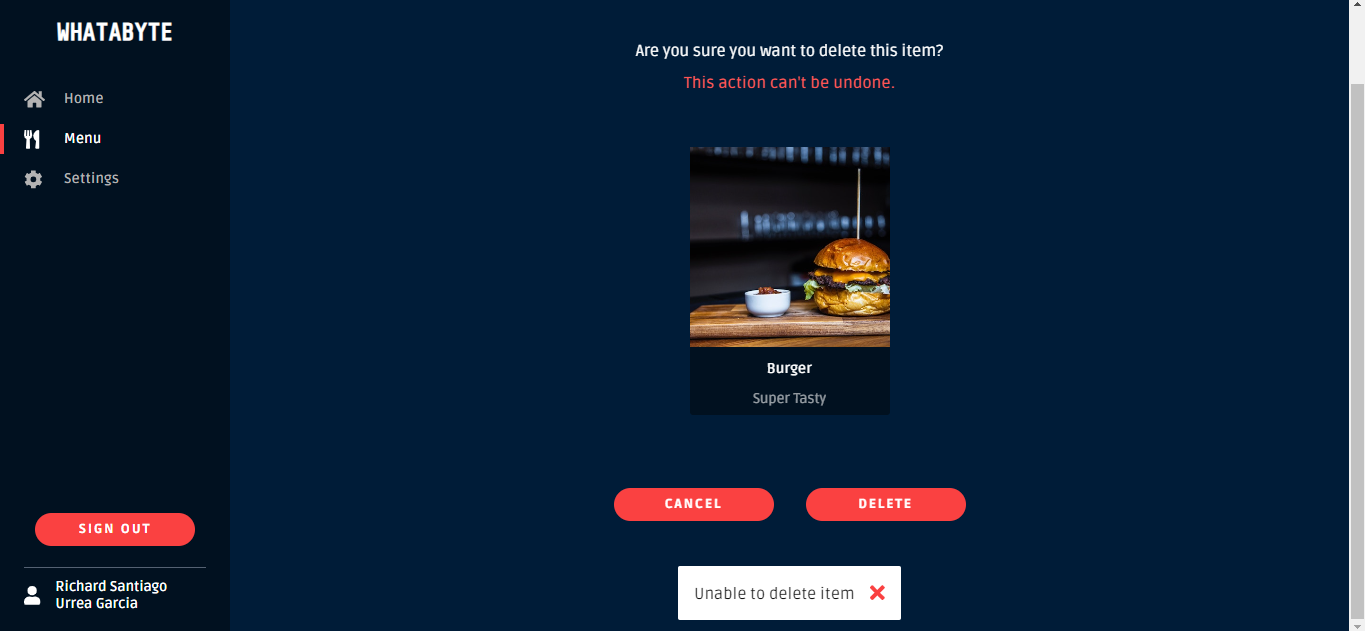 WHATABYTE
Home
Menu
Settings
SIGN OUT
Richard Santiago
Urrea Garcia
Are you sure you want to delete this item?
This action can't be undone.
Burger
Super Tasty
CANCEL
DELETE
Unable to delete item